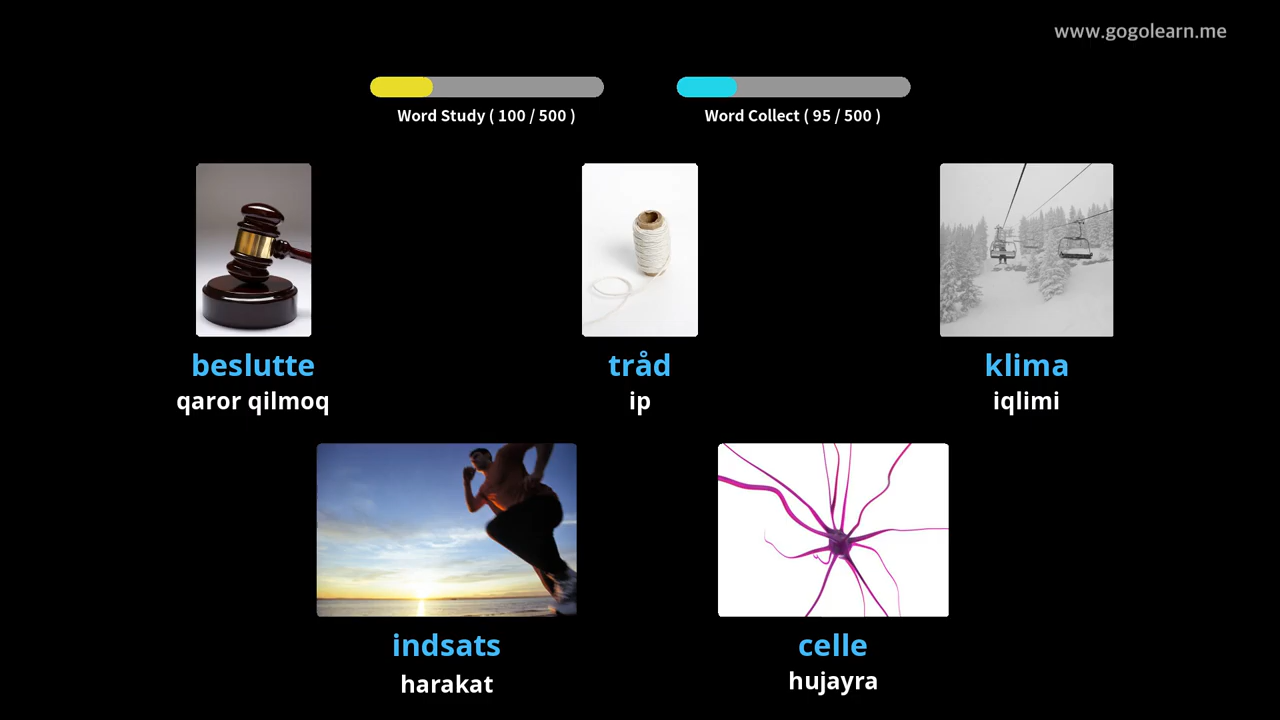 www.gogolearn.me
Word Study ( 100 / 500 )
Word Collect ( 95 / 500 )
beslutte
qaror qilmoq
tråd
ip
klima
iqlimi
indsats
harakat
celle
hujayra